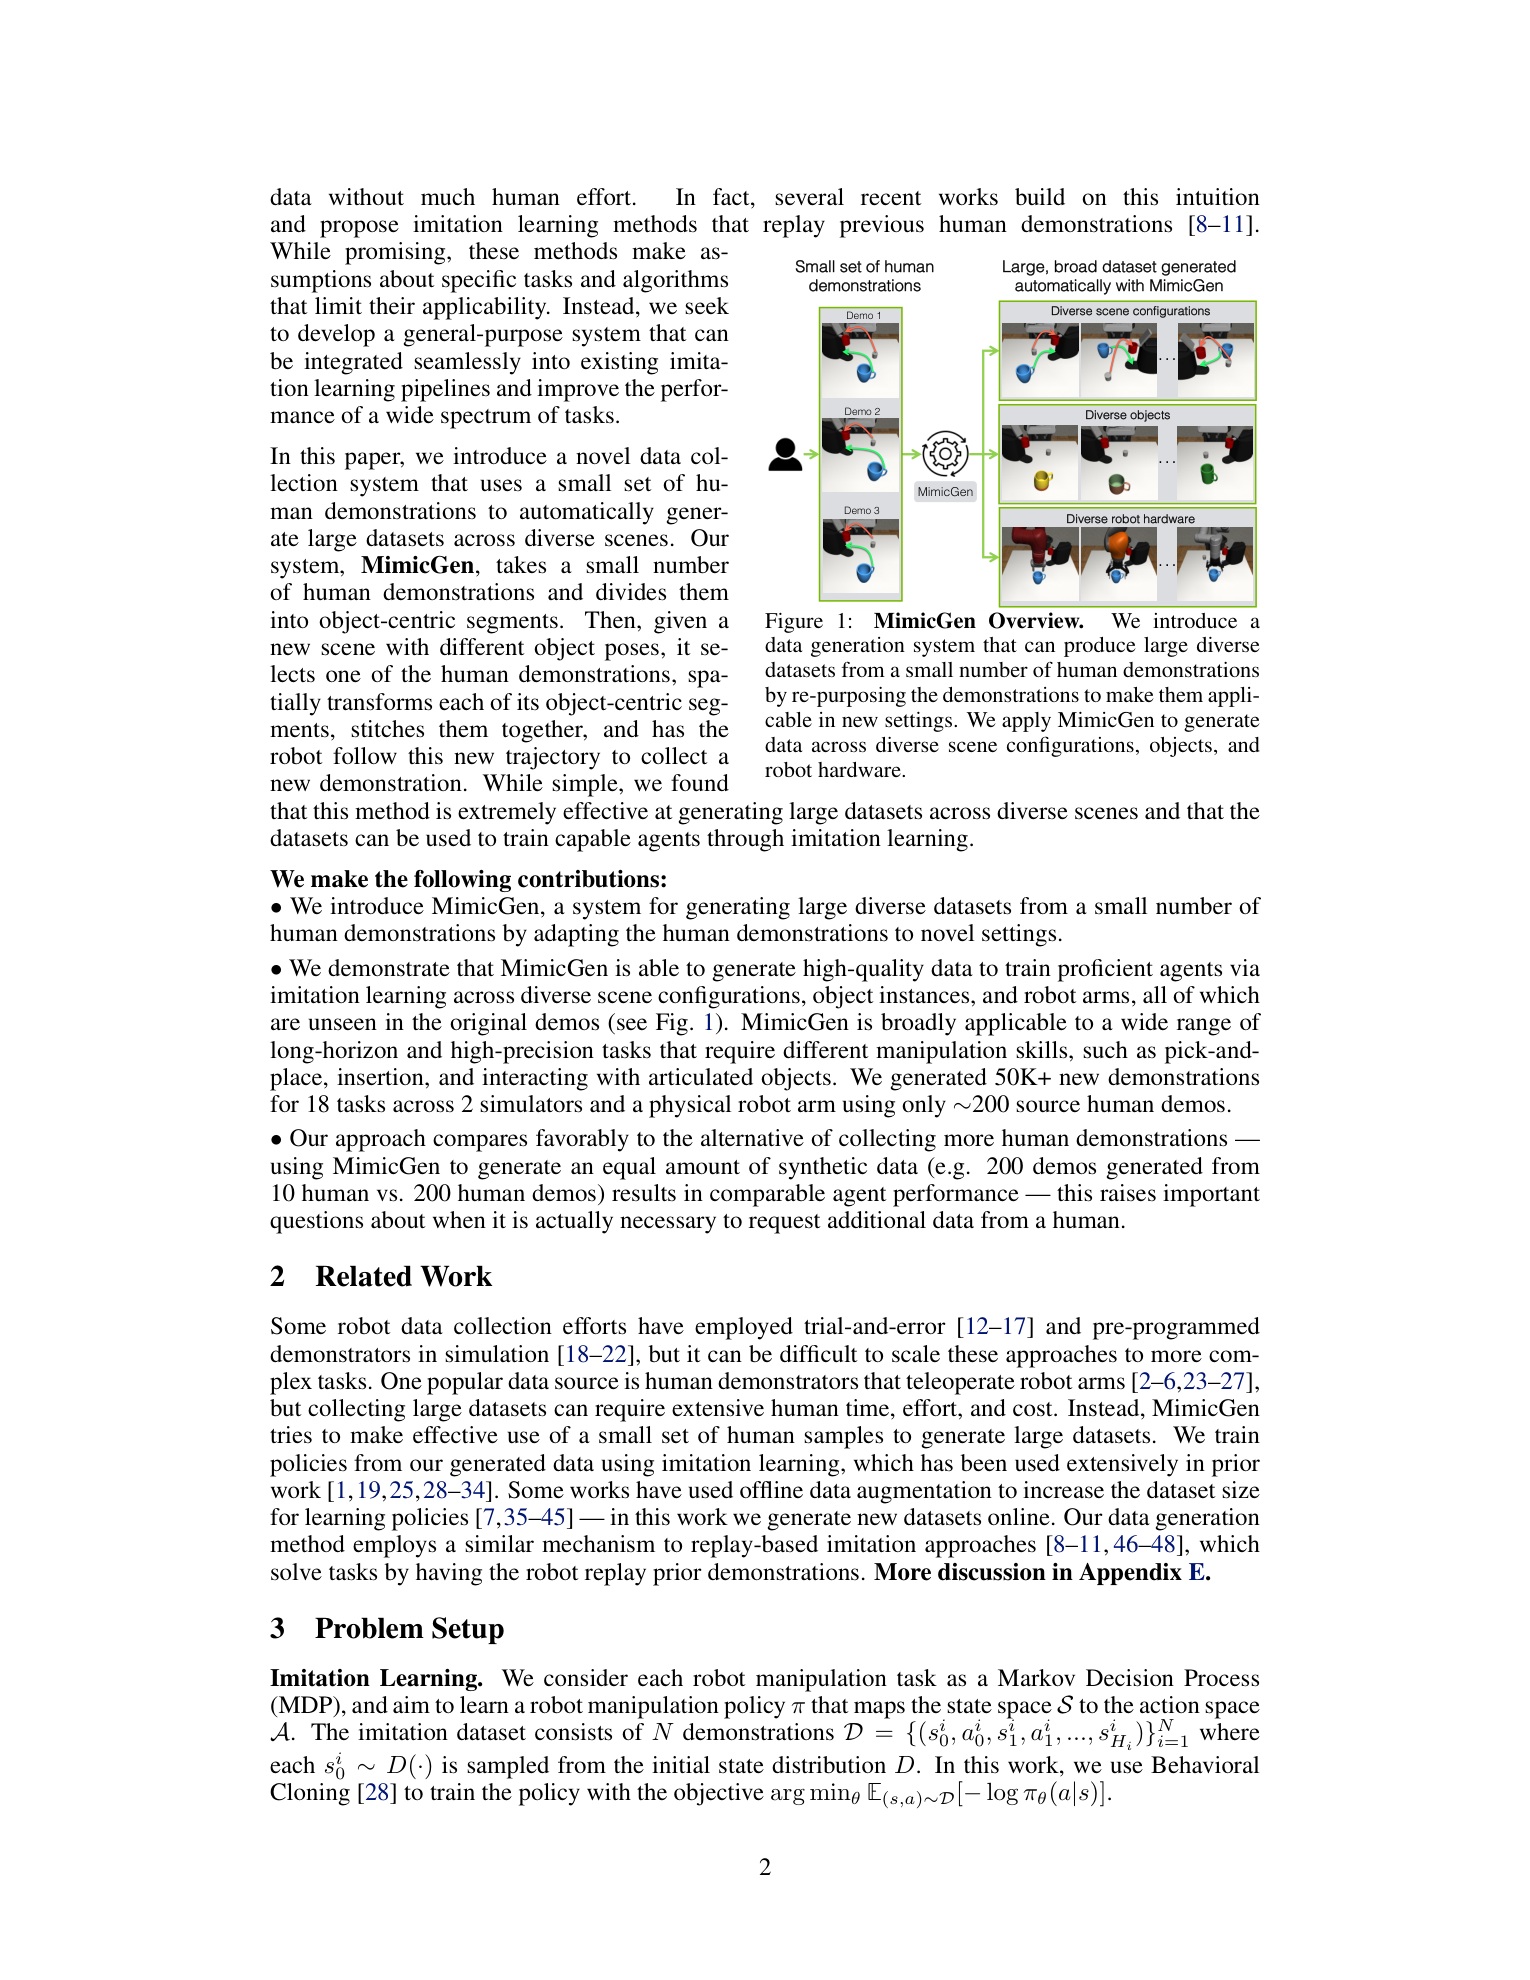 data without much human effort. In fact, several recent works build on this intuition
and propose imitation learning methods that replay previous human demonstrations [8–11].
While promising, these methods make as-
sumptions about specific tasks and algorithms
that limit their applicability. Instead, we seek
to develop a general-purpose system that can
be integrated seamlessly into existing imita-
tion learning pipelines and improve the perfor-
mance of a wide spectrum of tasks.
In this paper, we introduce a novel data col-
lection system that uses a small set of hu-
man demonstrations to automatically gener-
ate large datasets across diverse scenes. Our
system, MimicGen, takes a small number
of human demonstrations and divides them
into object-centric segments. Then, given a
new scene with different object poses, it se-
lects one of the human demonstrations, spa-
tially transforms each of its object-centric seg-
ments, stitches them together, and has the
robot follow this new trajectory to collect a
new demonstration. While simple, we found
that this method is extremely effective at generating large datasets across diverse scenes and that the
datasets can be used to train capable agents through imitation learning.
Small set of human
demonstrations
Demo 1
Demo 2
Demo 3
MimicGen
Large, broad dataset generated
automatically with MimicGen
Diverse scene configurations
...
Diverse objects
...
Diverse robot hardware
...
Figure 1: MimicGen Overview. We introduce a
data generation system that can produce large diverse
datasets from a small number of human demonstrations
by re-purposing the demonstrations to make them appli-
cable in new settings. We apply MimicGen to generate
data across diverse scene configurations, objects, and
robot hardware.
We make the following contributions:
• We introduce MimicGen, a system for generating large diverse datasets from a small number of
human demonstrations by adapting the human demonstrations to novel settings.
• We demonstrate that MimicGen is able to generate high-quality data to train proficient agents via
imitation learning across diverse scene configurations, object instances, and robot arms, all of which
are unseen in the original demos (see Fig. 1). MimicGen is broadly applicable to a wide range of
long-horizon and high-precision tasks that require different manipulation skills, such as pick-and-
place, insertion, and interacting with articulated objects. We generated 50K+ new demonstrations
for 18 tasks across 2 simulators and a physical robot arm using only ∼200 source human demos.
• Our approach compares favorably to the alternative of collecting more human demonstrations —
using MimicGen to generate an equal amount of synthetic data (e.g. 200 demos generated from
10 human vs. 200 human demos) results in comparable agent performance — this raises important
questions about when it is actually necessary to request additional data from a human.
2 Related Work
Some robot data collection efforts have employed trial-and-error [12–17] and pre-programmed
demonstrators in simulation [18–22], but it can be difficult to scale these approaches to more com-
plex tasks. One popular data source is human demonstrators that teleoperate robot arms [2–6,23–27],
but collecting large datasets can require extensive human time, effort, and cost. Instead, MimicGen
tries to make effective use of a small set of human samples to generate large datasets. We train
policies from our generated data using imitation learning, which has been used extensively in prior
work [1,19,25,28–34]. Some works have used offline data augmentation to increase the dataset size
for learning policies [7,35–45] — in this work we generate new datasets online. Our data generation
method employs a similar mechanism to replay-based imitation approaches [8–11,46–48], which
solve tasks by having the robot replay prior demonstrations. More discussion in Appendix E.
3 Problem Setup
Imitation Learning. We consider each robot manipulation task as a Markov Decision Process
(MDP), and aim to learn a robot manipulation policy π that maps the state space 𝒮 to the action space
𝒜. The imitation dataset consists of N demonstrations 𝒟 = {(s_0^i, a_0^i, s_1^i, a_1^i, ..., s_{H_i}^i)}_{i=1}^N where
each s_0^i ∼ D(·) is sampled from the initial state distribution D. In this work, we use Behavioral
Cloning [28] to train the policy with the objective arg min_θ 𝔼_{(s,a)∼𝒟}[− log π_θ(a|s)].
2